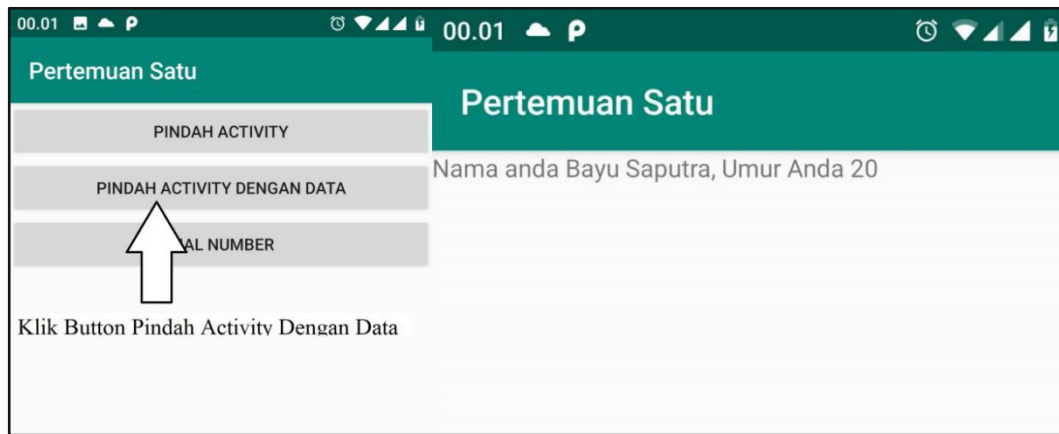 00.01
Pertemuan Satu
PINDAH ACTIVITY
PINDAH ACTIVITY DENGAN DATA
AL NUMBER
Klik Button Pindah Activity Dengan Data
00.01
Pertemuan Satu
Nama anda Bayu Saputra, Umur Anda 20